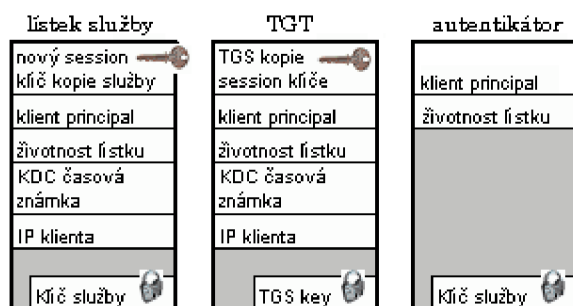 lístek služby
nový session
klíč kopie služby
klient principal
životnost lístku
KDC časová
známka
IP klienta
Klíč služby
TGT
TGS kopie
session klíče
klient principal
životnost lístku
KDC časová
známka
IP klienta
TGS key
autentikátor
klient principal
životnost lístku
Klíč služby